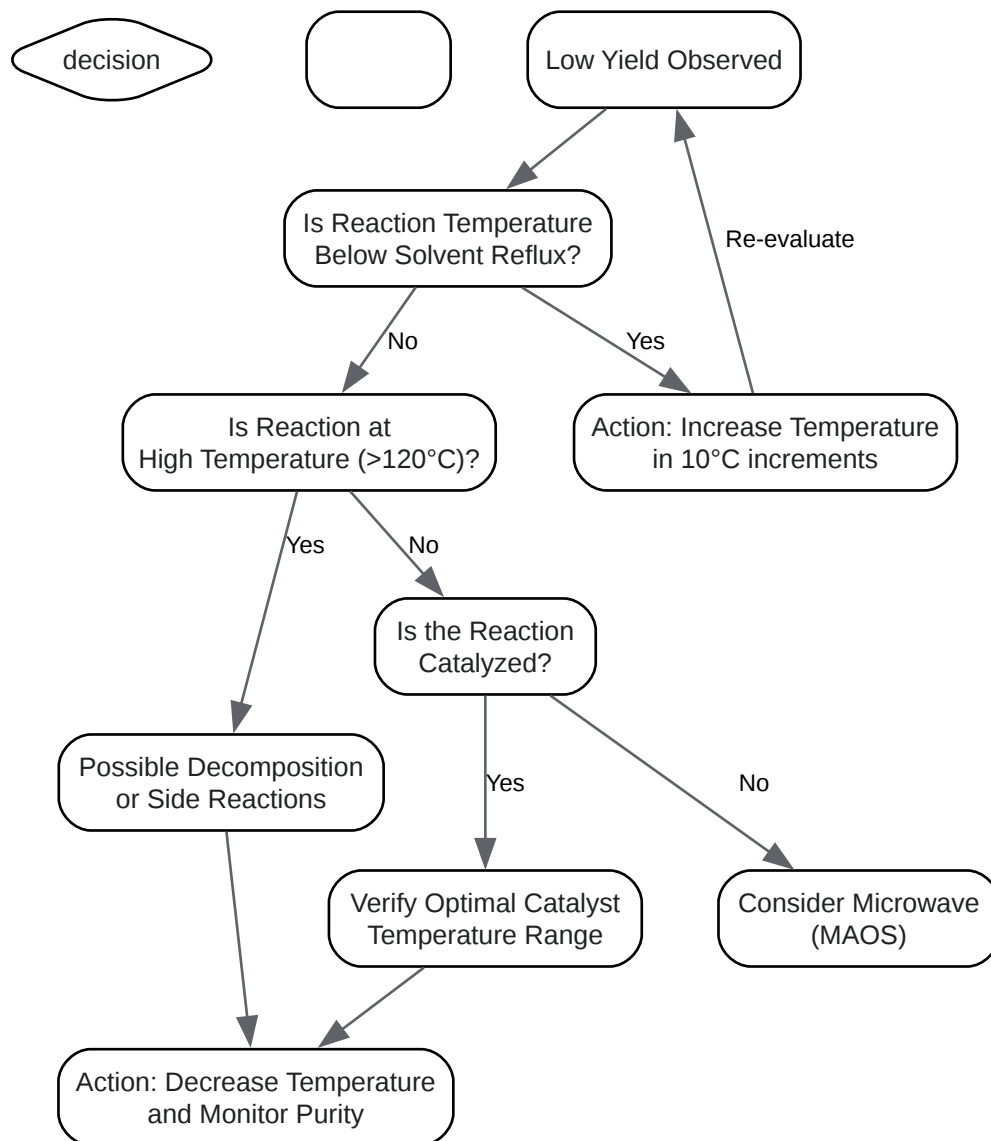 decision
Low Yield Observed
Is Reaction Temperature
Below Solvent Reflux?
Re-evaluate
No
Yes
Is Reaction at
High Temperature (>120°C)?
Action: Increase Temperature
in 10°C increments
Yes
No
Is the Reaction
Catalyzed?
Possible Decomposition
or Side Reactions
Yes
No
Verify Optimal Catalyst
Temperature Range
Consider Microwave
(MAOS)
Action: Decrease Temperature
and Monitor Purity